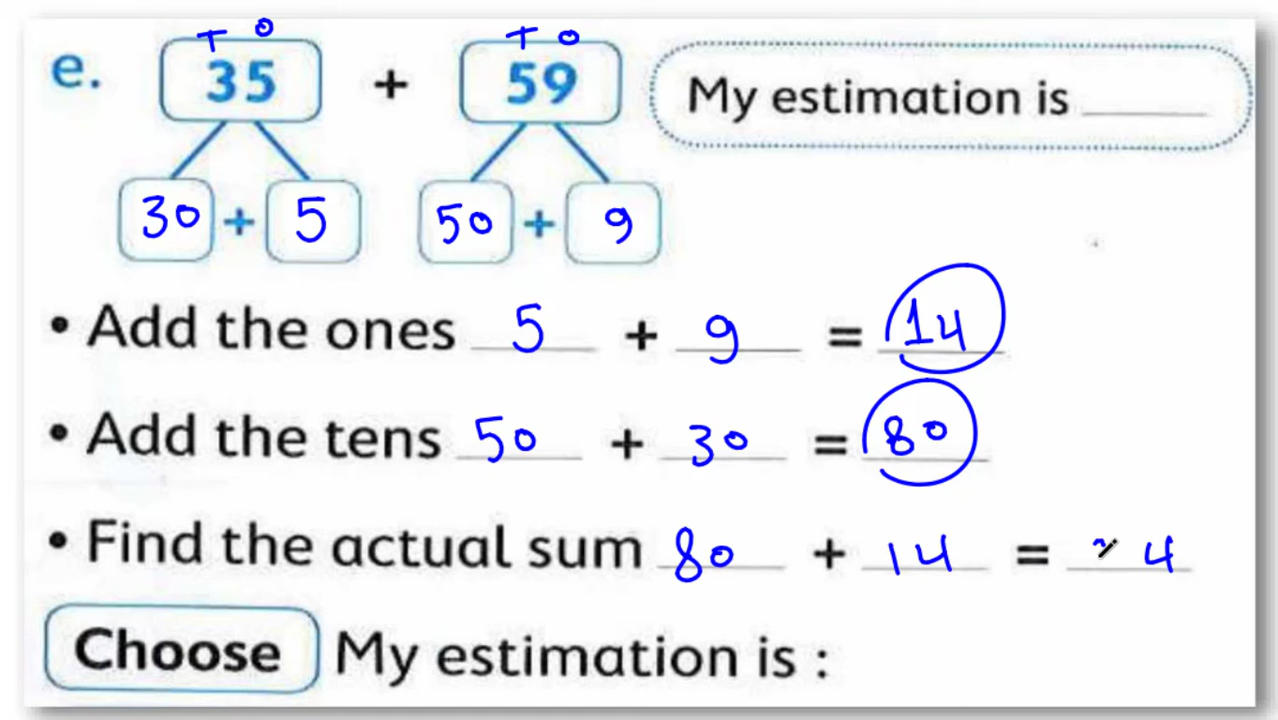 T O T O
e. 35 + 59 My estimation is
30 + 5 50 + 9
• Add the ones 5 + 9 = 14
• Add the tens 50 + 30 = 80
• Find the actual sum 80 + 14 = 4
Choose My estimation is :